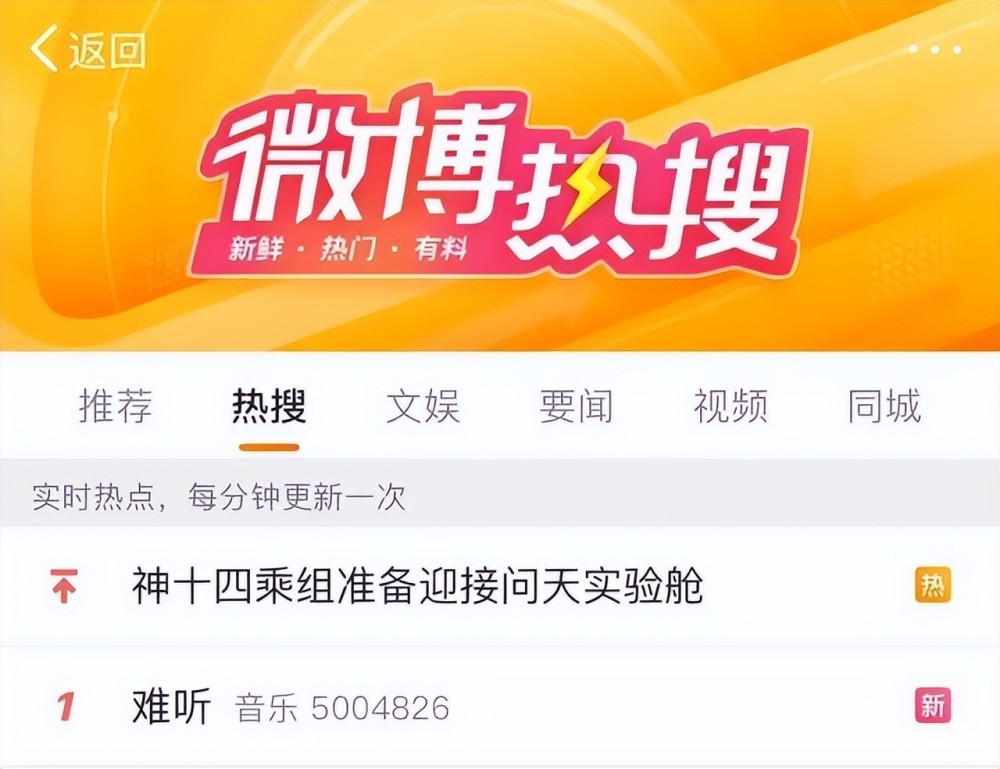 返回
微博热搜
新鲜·热门·有料
推荐 热搜 文娱 要闻 视频 同城
实时热点，每分钟更新一次
神十四乘组准备迎接问天实验舱 热
1 难听 音乐 5004826 新